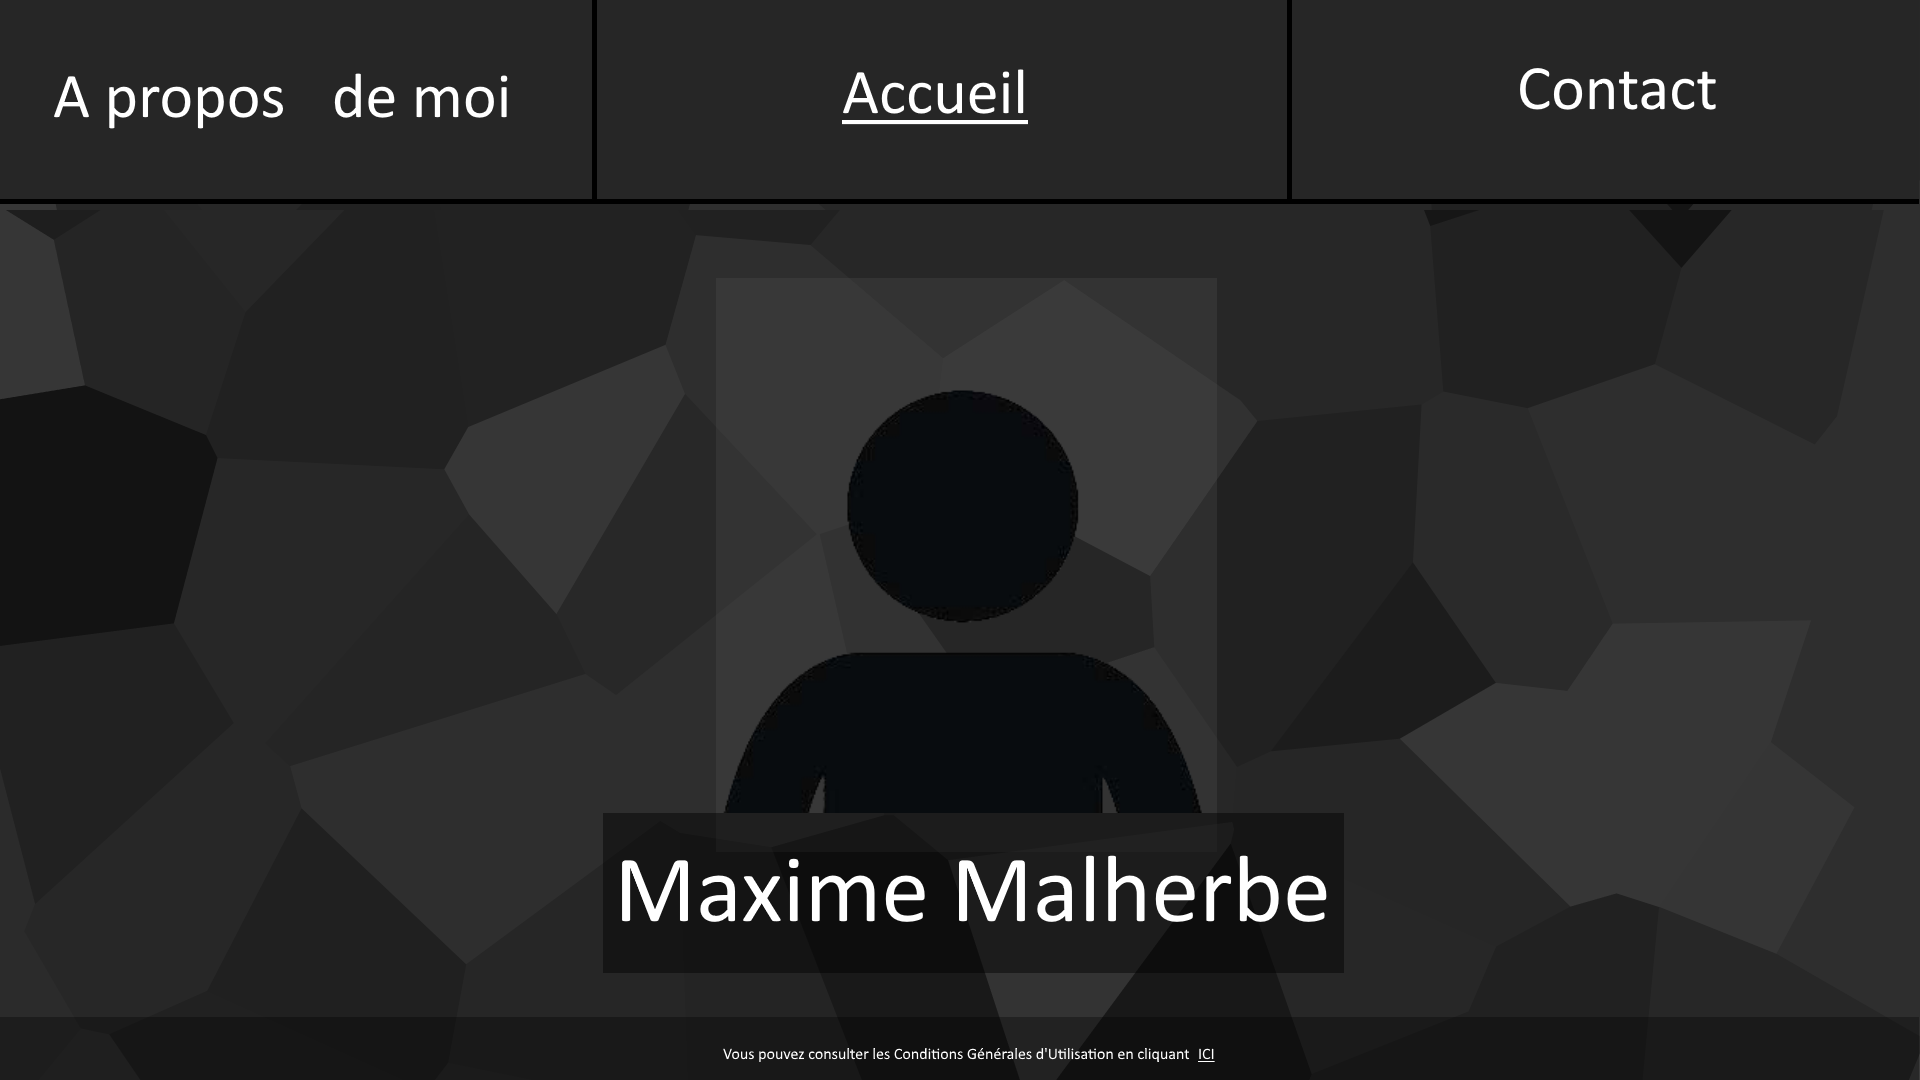 A propos de moi
Accueil
Contact
Maxime Malherbe
Vous pouvez consulter les Conditions Générales d'Utilisation en cliquant ICI